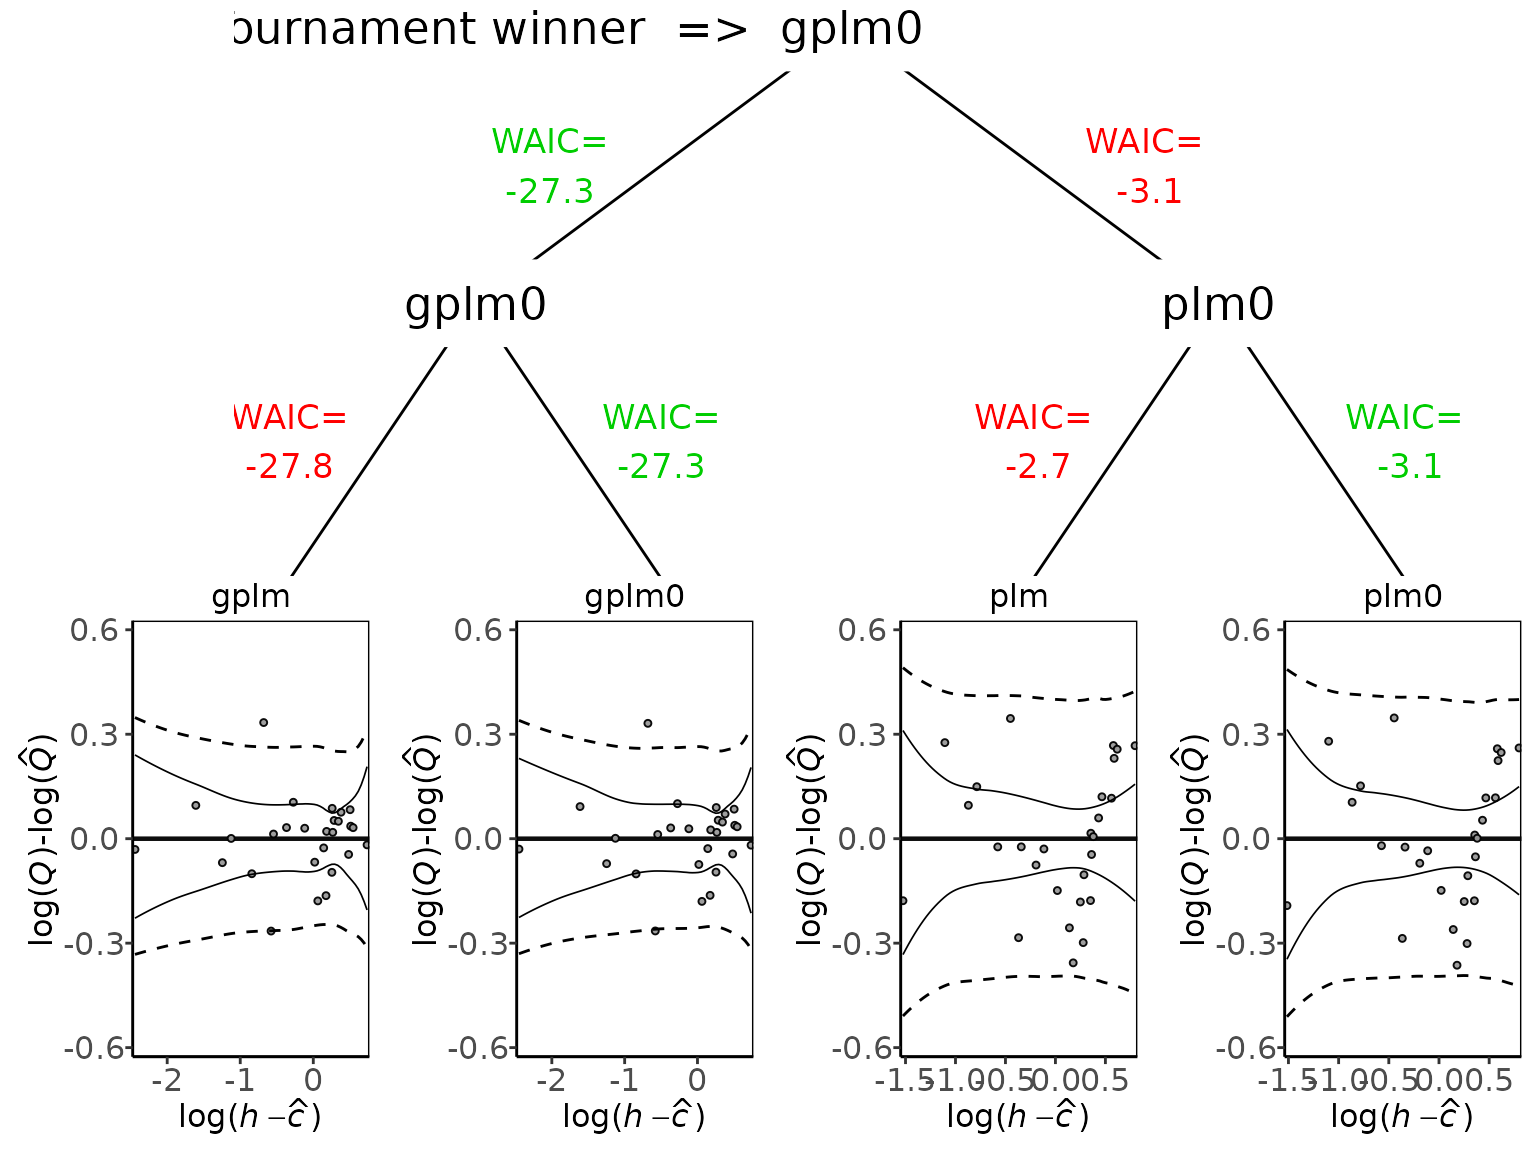 ournament winner => gplm0
WAIC=
-27.3
WAIC=
-3.1
gplm0
plm0
WAIC=
-27.8
WAIC=
-27.3
WAIC=
-2.7
WAIC=
-3.1
gplm
0.6
0.3
0.0
-0.3
-0.6
log(Q)-log(Q̂)
-2 -1 0
log(h−ĉ)
gplm0
0.6
0.3
0.0
-0.3
-0.6
log(Q)-log(Q̂)
-2 -1 0
log(h−ĉ)
plm
0.6
0.3
0.0
-0.3
-0.6
log(Q)-log(Q̂)
-1.5 -1.0 -0.5 0.0 0.5
log(h−ĉ)
plm0
0.6
0.3
0.0
-0.3
-0.6
log(Q)-log(Q̂)
-1.5 -1.0 -0.5 0.0 0.5
log(h−ĉ)